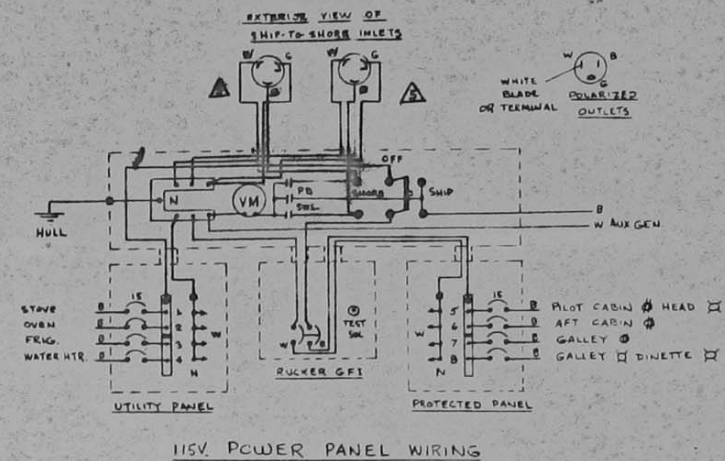 EXTERIOR VIEW OF
SHIP-TO SHORE INLETS
W G
B
W G
B
5
W B
G
WHITE
BLADE
OR TERMINAL
POLARIZED
OUTLETS
OFF
N
VM
PB
SHORE
SHIP
HULL
B
W AUX GEN.
STOVE B 15 1
OVEN B 2
FRIG. B 3
WATER HTR. B 4
W
N
UTILITY PANEL
TEST
W B
RUCKER GFI
W
N
5 15 B PILOT CABIN HEAD
6 B AFT CABIN
7 B GALLEY
8 B GALLEY DINETTE
PROTECTED PANEL
115V. POWER PANEL WIRING